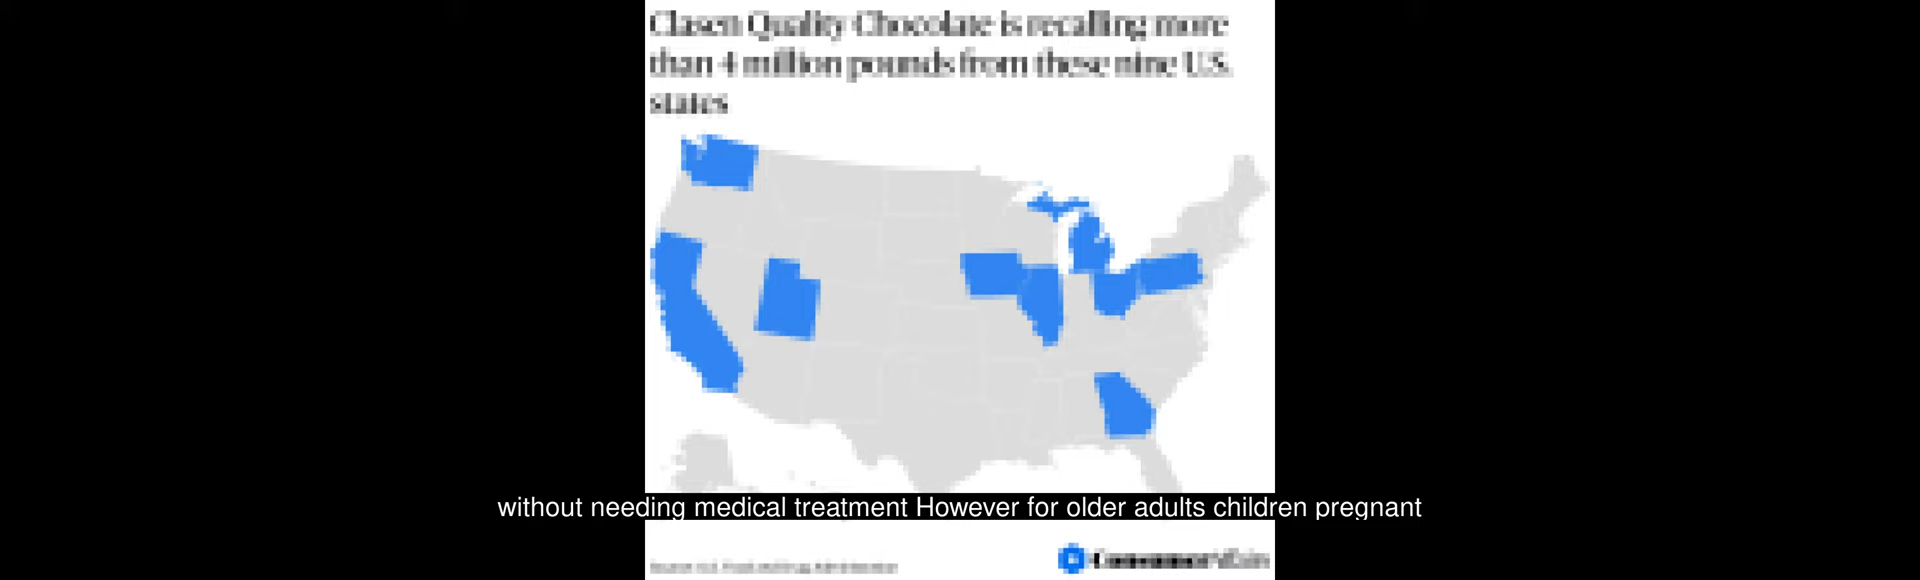 Clasen Quality Chocolate is recalling more
than 4 million pounds from these nine U.S.
states
without needing medical treatment However for older adults children pregnant
ConsumerAffairs